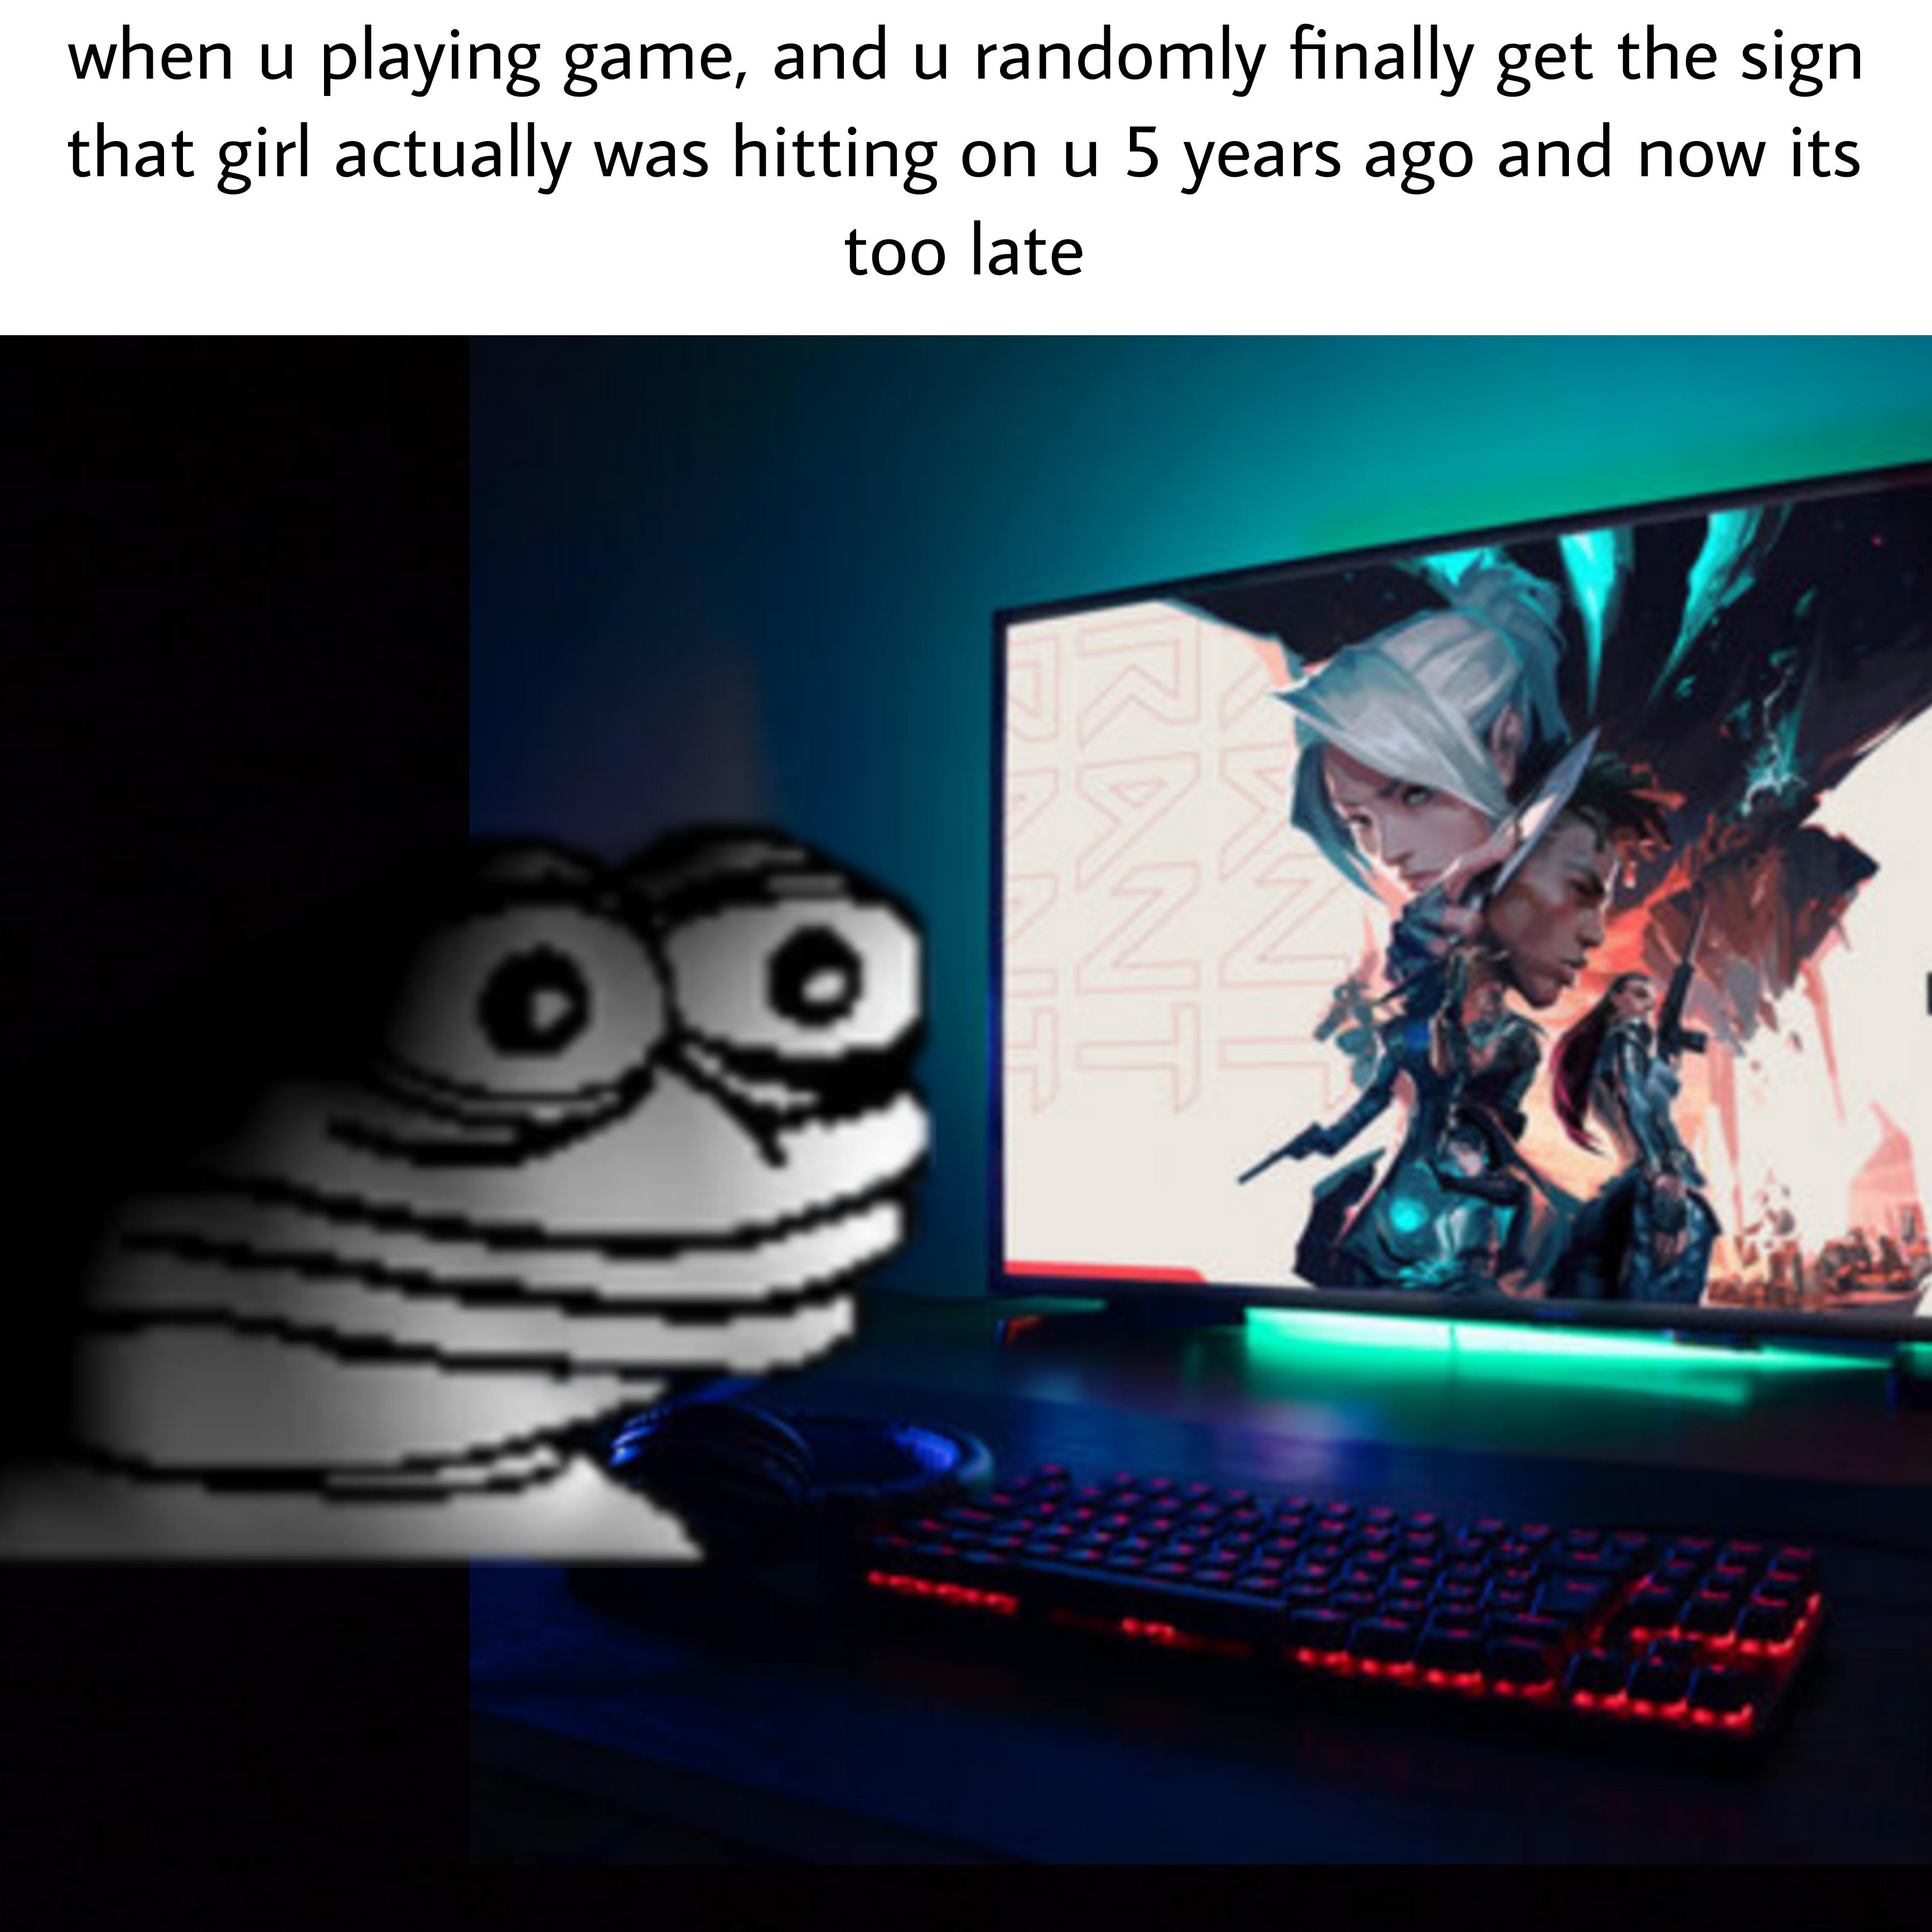 when u playing game, and u randomly finally get the sign
that girl actually was hitting on u 5 years ago and now its
too late